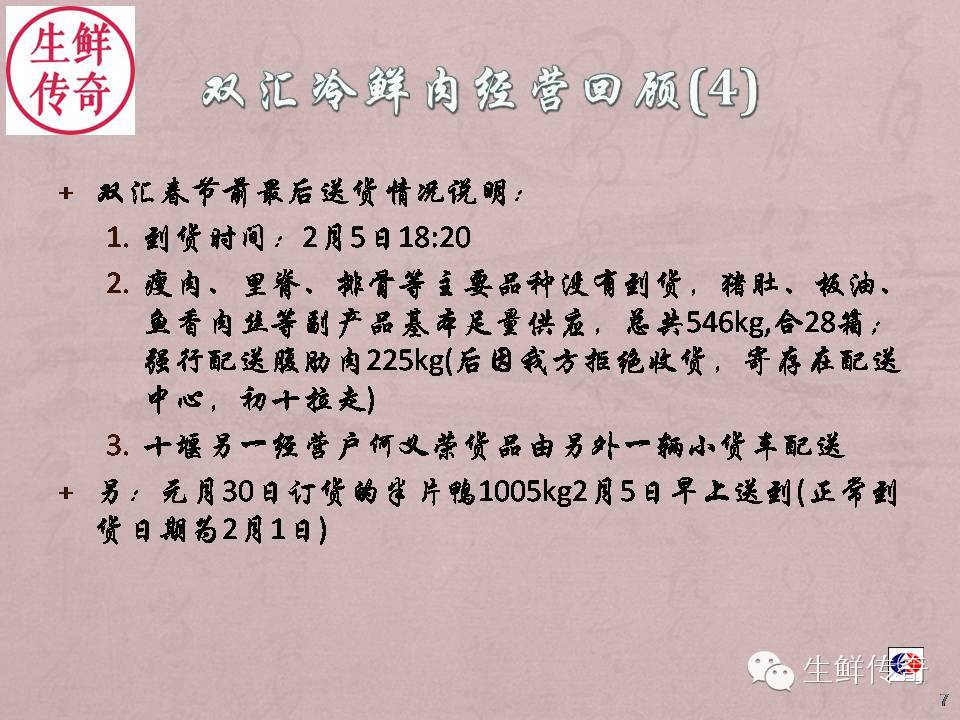 生鲜
传奇
双汇冷鲜肉经营回顾(4)
+ 双汇春节前最后送货情况说明：
1. 到货时间：2月5日18:20
2. 瘦肉、里脊、排骨等主要品种没有到货，猪肚、板油、
鱼香肉丝等副产品基本足量供应，总共546kg,合28箱；
强行配送腹肋肉225kg(后因我方拒绝收货，寄存在配送
中心，初十拉走)
3. 十堰另一经营户何义荣货品由另外一辆小货车配送
+ 另：元月30日订货的半片鸭1005kg2月5日早上送到(正常到
货日期为2月1日)
生鲜传奇
7